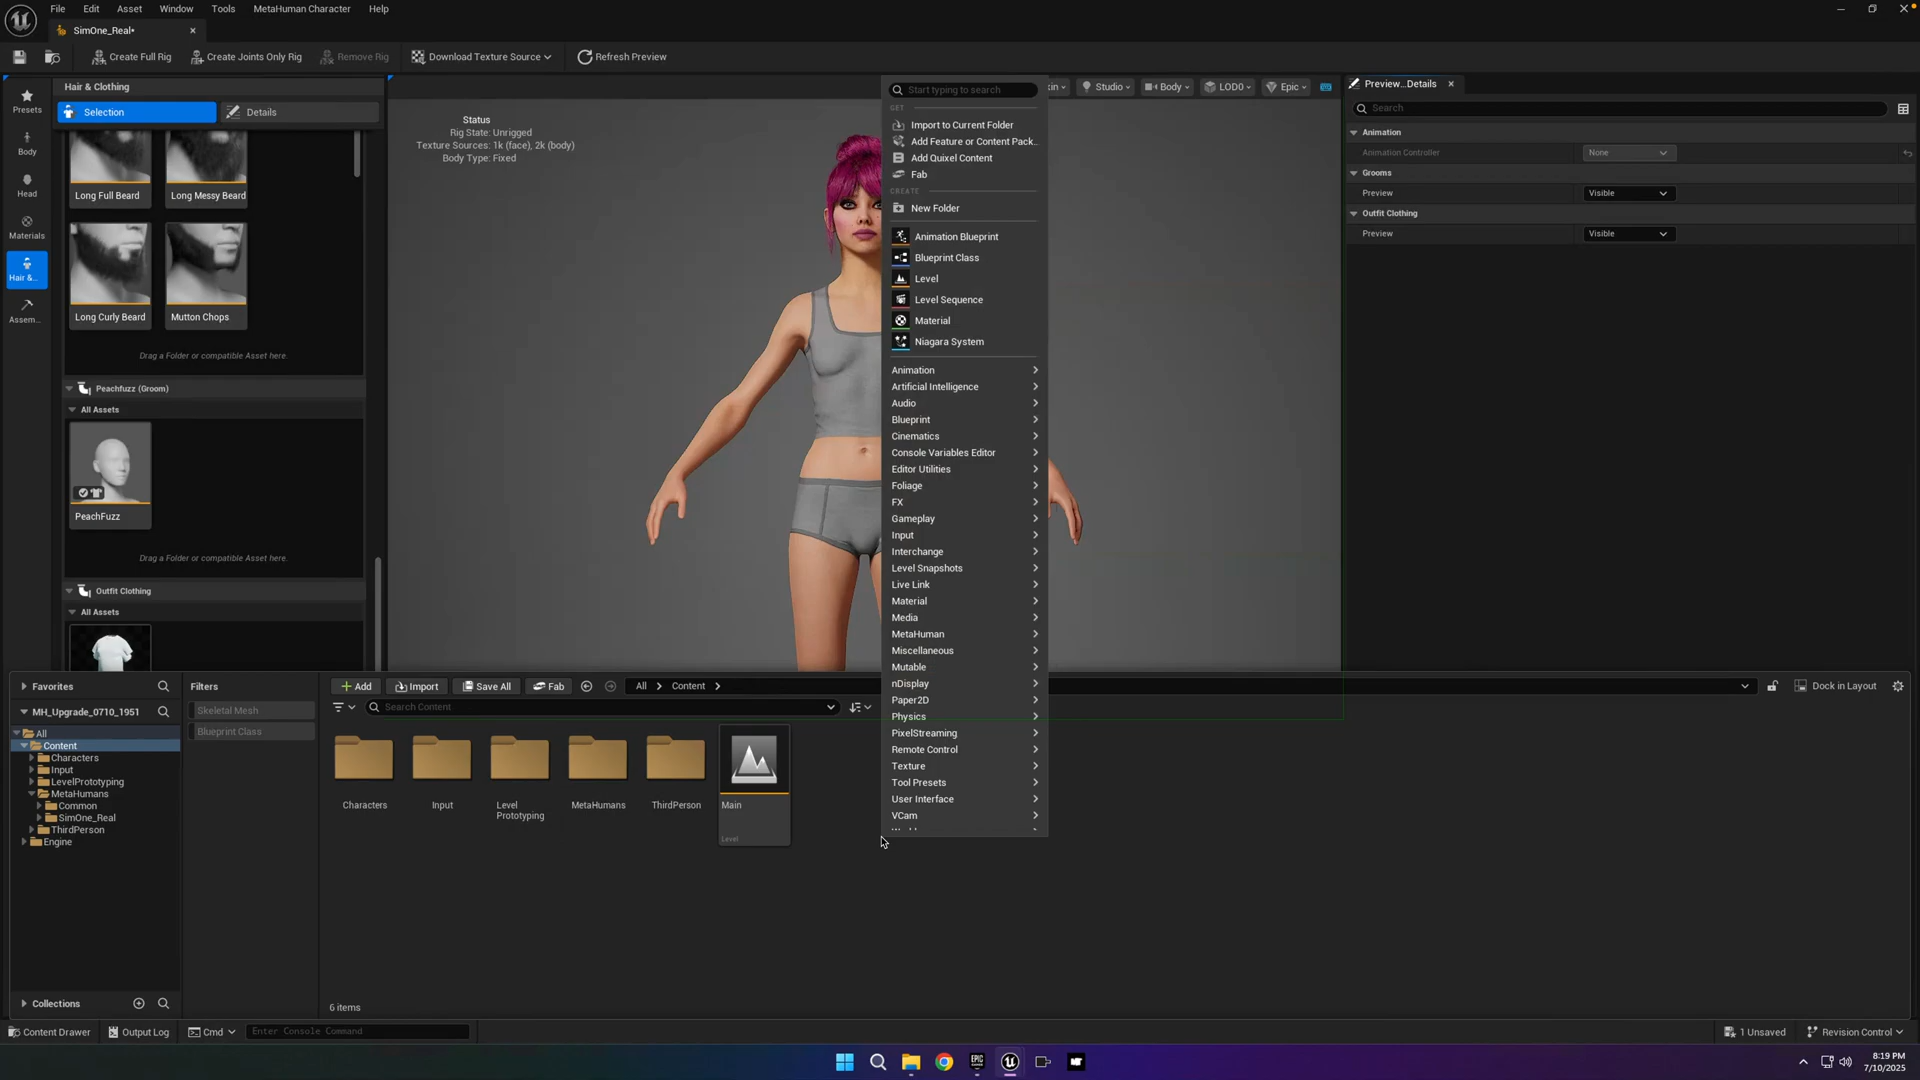 File Edit Asset Window Tools MetaHuman Character Help
SimOne_Real•
Create Full Rig Create Joints Only Rig Remove Rig Download Texture Source Refresh Preview
Hair & Clothing
Selection Details
Presets
Body
Head
Materials
Hair &...
Assem...
Long Full Beard Long Messy Beard
Long Curly Beard Mutton Chops
Drag a Folder or compatible Asset here.
Peachfuzz (Groom)
All Assets
PeachFuzz
Drag a Folder or compatible Asset here.
Outfit Clothing
All Assets
Status
Rig State: Unrigged
Texture Sources: 1k (face), 2k (body)
Body Type: Fixed
Studio Body LOD0 Epic
Start typing to search
GET
Import to Current Folder
Add Feature or Content Pack..
Add Quixel Content
Fab
CREATE
New Folder
Animation Blueprint
Blueprint Class
Level
Level Sequence
Material
Niagara System
Animation
Artificial Intelligence
Audio
Blueprint
Cinematics
Console Variables Editor
Editor Utilities
Foliage
FX
Gameplay
Input
Interchange
Level Snapshots
Live Link
Material
Media
MetaHuman
Miscellaneous
Mutable
nDisplay
Paper2D
Physics
PixelStreaming
Remote Control
Texture
Tool Presets
User Interface
VCam
Preview...Details
Search
Animation
Animation Controller None
Grooms
Preview Visible
Outfit Clothing
Preview Visible
Favorites
MH_Upgrade_0710_1951
All
Content
Characters
Input
LevelPrototyping
MetaHumans
Common
SimOne_Real
ThirdPerson
Engine
Collections
Filters
Skeletal Mesh
Blueprint Class
Add Import Save All Fab All Content
Dock in Layout
Search Content
Characters
Input
Level
Prototyping
MetaHumans
ThirdPerson
Main
Level
6 items
Content Drawer Output Log Cmd Enter Console Command
1 Unsaved Revision Control
EPIC
8:19 PM
7/10/2025